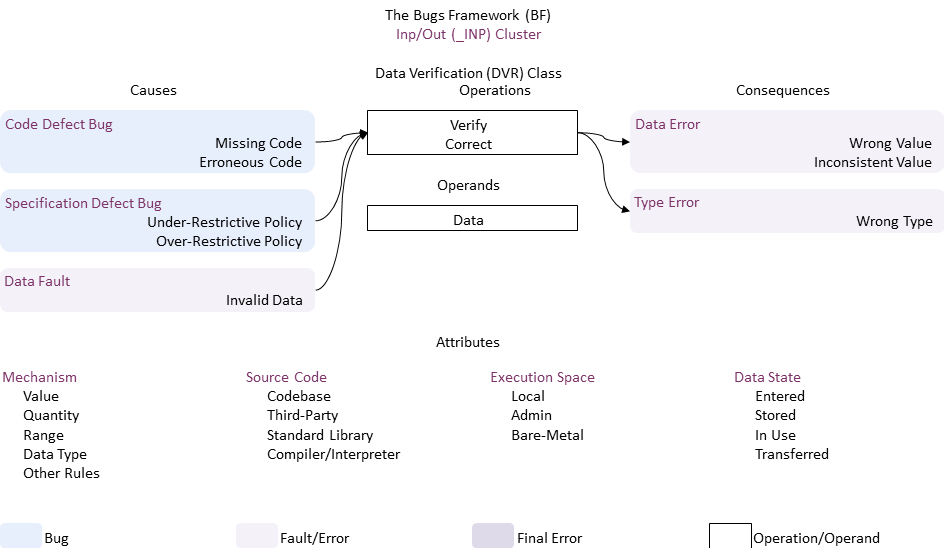 The Bugs Framework (BF)
Inp/Out (_INP) Cluster
Data Verification (DVR) Class
Causes
Operations
Consequences
Code Defect Bug
Missing Code
Erroneous Code
Specification Defect Bug
Under-Restrictive Policy
Over-Restrictive Policy
Data Fault
Invalid Data
Verify
Correct
Operands
Data
Data Error
Wrong Value
Inconsistent Value
Type Error
Wrong Type
Attributes
Mechanism
Value
Quantity
Range
Data Type
Other Rules
Source Code
Codebase
Third-Party
Standard Library
Compiler/Interpreter
Execution Space
Local
Admin
Bare-Metal
Data State
Entered
Stored
In Use
Transferred
Bug
Fault/Error
Final Error
Operation/Operand